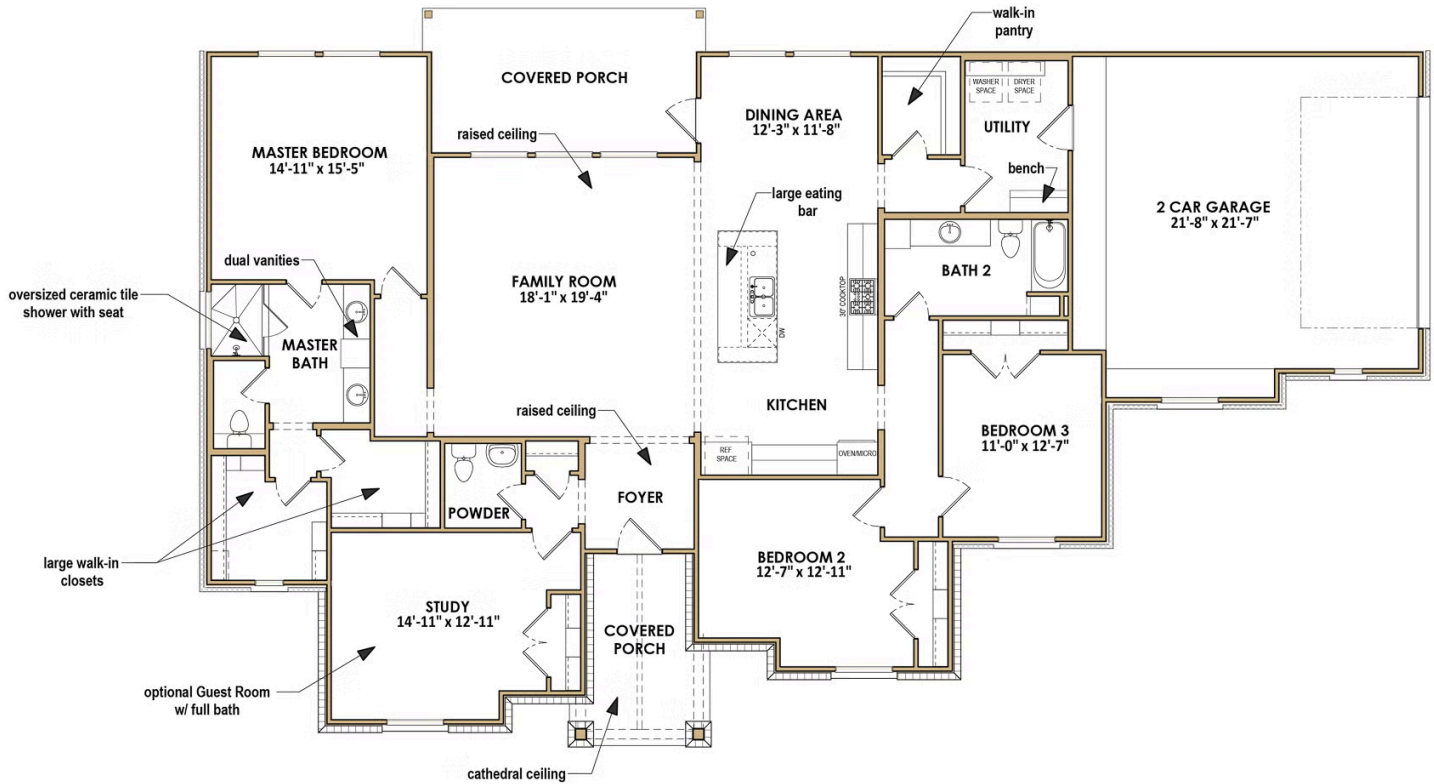 walk-in
pantry
COVERED PORCH
raised ceiling
DINING AREA
12'-3" x 11'-8"
WASHER
SPACE
DRYER
SPACE
UTILITY
bench
MASTER BEDROOM
14'-11" x 15'-5"
large eating
bar
2 CAR GARAGE
21'-8" x 21'-7"
dual vanities
oversized ceramic tile
shower with seat
FAMILY ROOM
18'-1" x 19'-4"
BATH 2
30" COOKTOP
DW
MASTER
BATH
raised ceiling
KITCHEN
BEDROOM 3
11'-0" x 12'-7"
REF
SPACE
OVEN/MICRO
POWDER
FOYER
large walk-in
closets
BEDROOM 2
12'-7" x 12'-11"
STUDY
14'-11" x 12'-11"
COVERED
PORCH
optional Guest Room
w/ full bath
cathedral ceiling